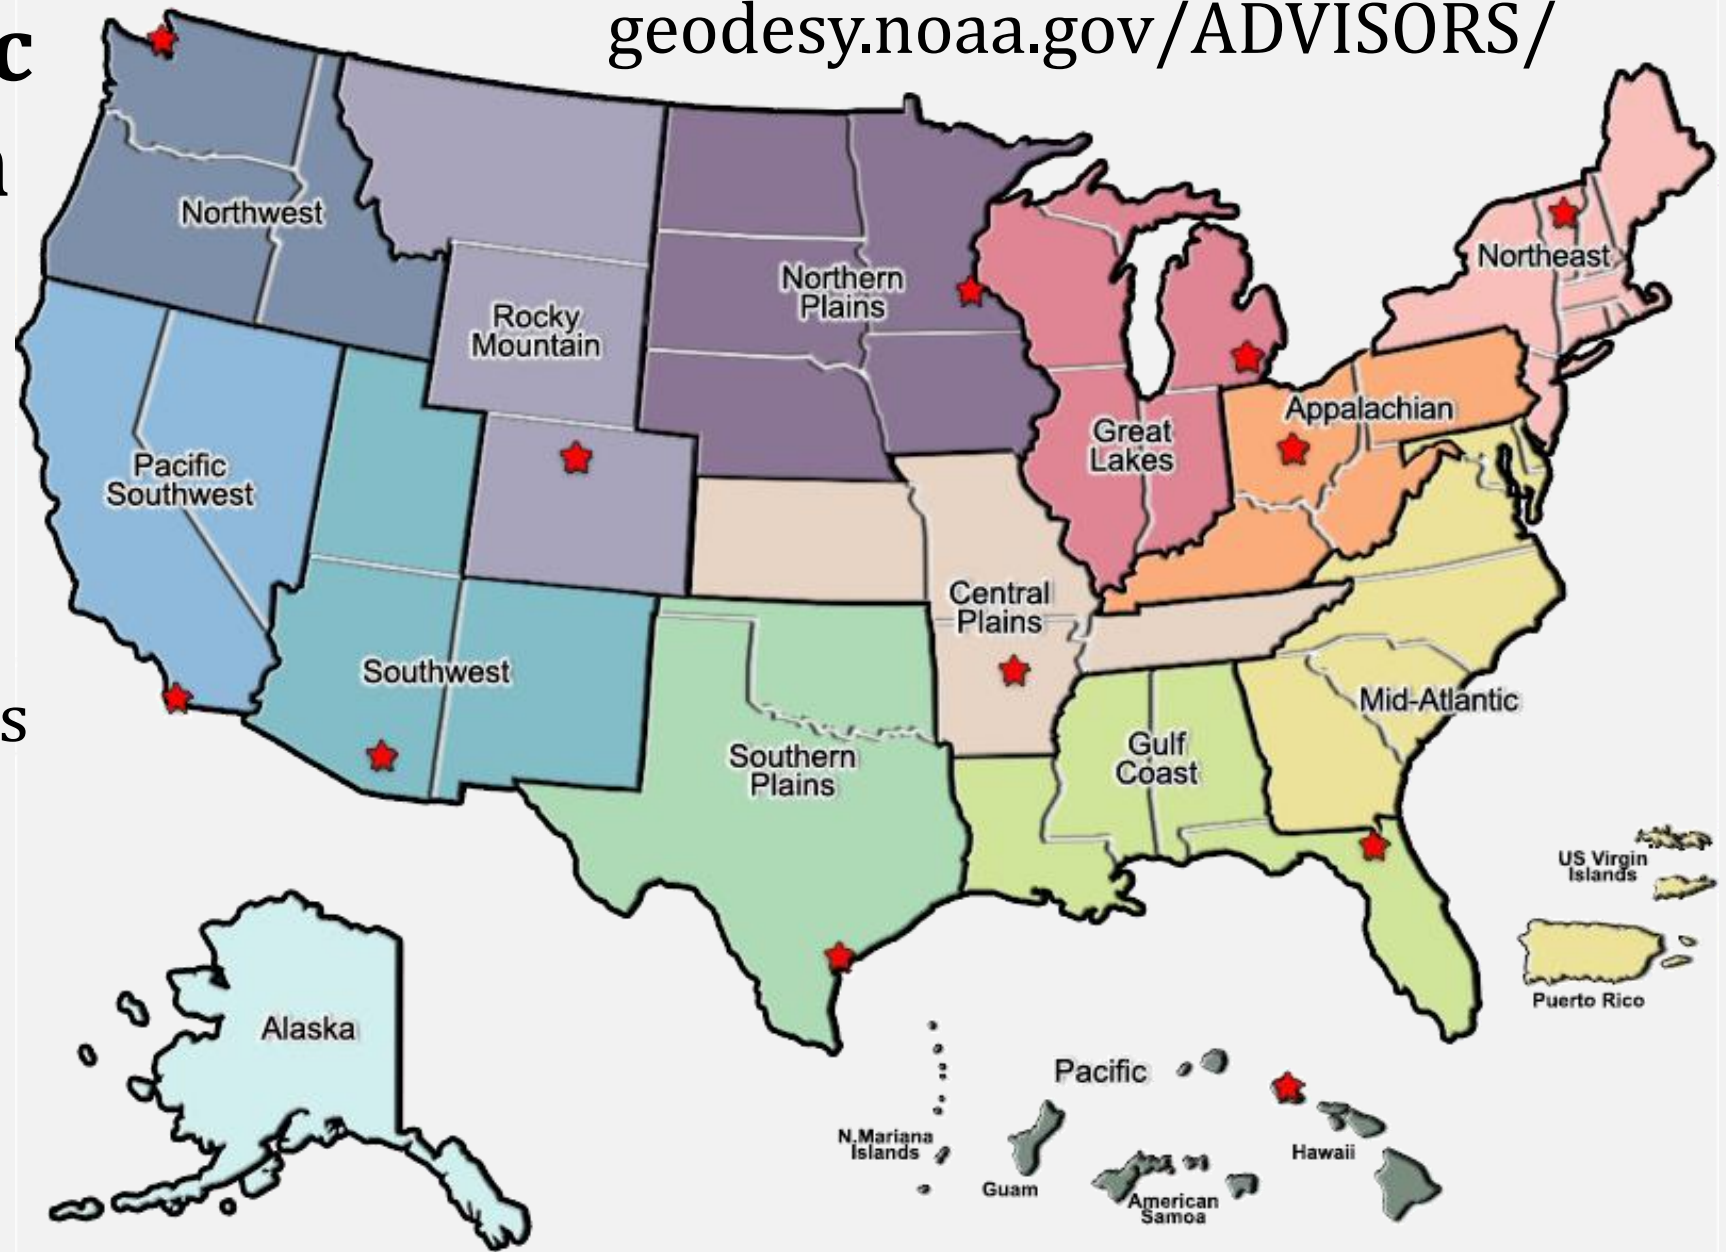 c
geodesy.noaa.gov/ADVISORS/
s
Northwest
Northeast
Northern
Plains
Rocky
Mountain
Appalachian
Great
Lakes
Pacific
Southwest
Central
Plains
Southwest
Mid-Atlantic
Southern
Plains
Gulf
Coast
US Virgin
Islands
Puerto Rico
Alaska
Pacific
N.Mariana
Islands
Hawaii
Guam
American
Samoa